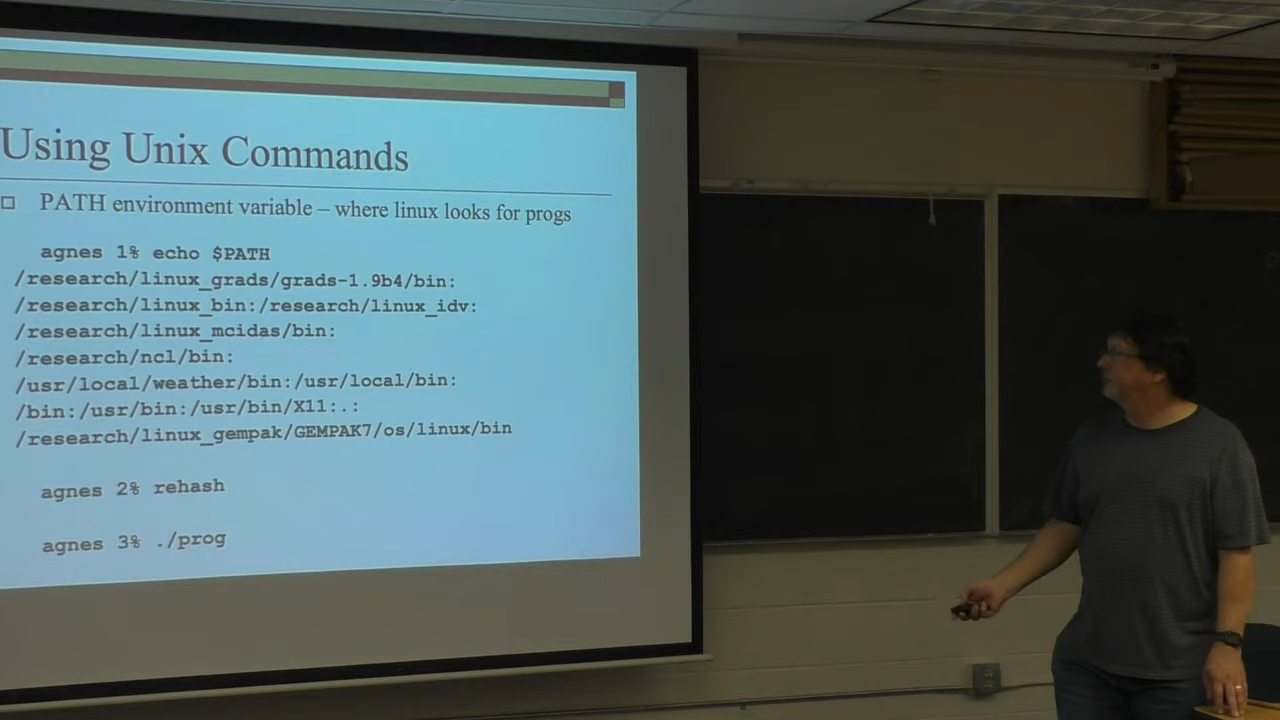 Using Unix Commands
PATH environment variable – where linux looks for progs
agnes 1% echo $PATH
/research/linux_grads/grads-1.9b4/bin:
/research/linux_bin:/research/linux_idv:
/research/linux_mcidas/bin:
/research/ncl/bin:
/usr/local/weather/bin:/usr/local/bin:
/bin:/usr/bin:/usr/bin/X11:.:
/research/linux_gempak/GEMPAK7/os/linux/bin
agnes 2% rehash
agnes 3% ./prog